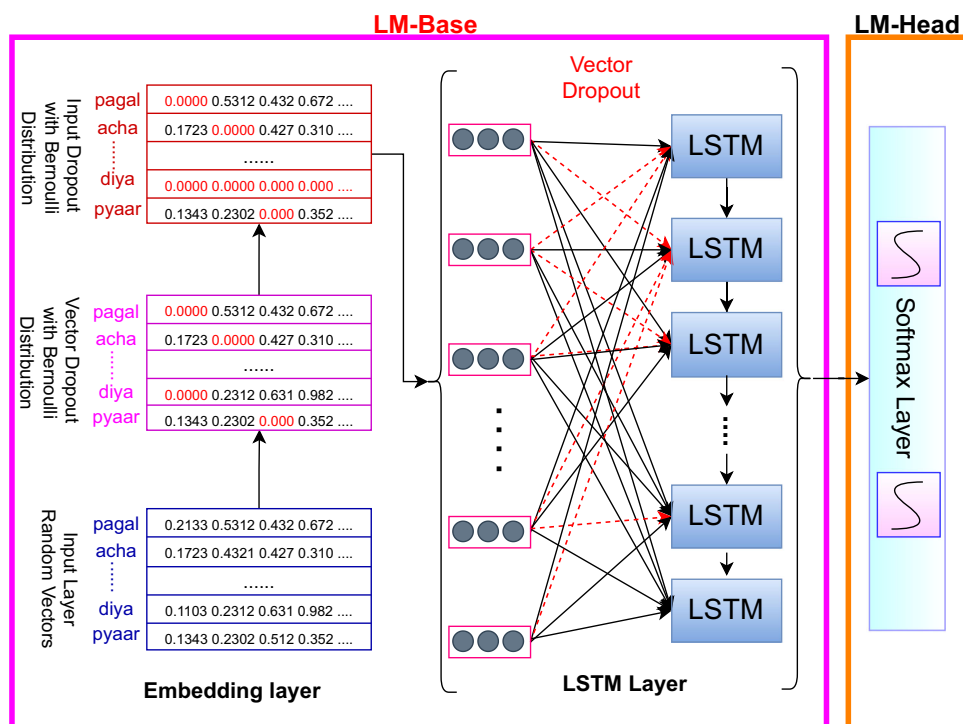 LM-Base
LM-Head
Input Dropout
with Bernoulli
Distribution
pagal 0.0000 0.5312 0.432 0.672 ....
acha 0.1723 0.0000 0.427 0.310 ....
........ ......
diya 0.0000 0.0000 0.000 0.000 ....
pyaar 0.1343 0.2302 0.000 0.352 ....
Vector Dropout
with Bernoulli
Distribution
pagal 0.0000 0.5312 0.432 0.672 ....
acha 0.1723 0.0000 0.427 0.310 ....
........ ......
diya 0.0000 0.2312 0.631 0.982 ....
pyaar 0.1343 0.2302 0.000 0.352 ....
Input Layer
Random Vectors
pagal 0.2133 0.5312 0.432 0.672 ....
acha 0.1723 0.4321 0.427 0.310 ....
........ ......
diya 0.1103 0.2312 0.631 0.982 ....
pyaar 0.1343 0.2302 0.512 0.352 ....
Embedding layer
Vector
Dropout
LSTM
LSTM
LSTM
....
LSTM
LSTM
LSTM Layer
Softmax Layer